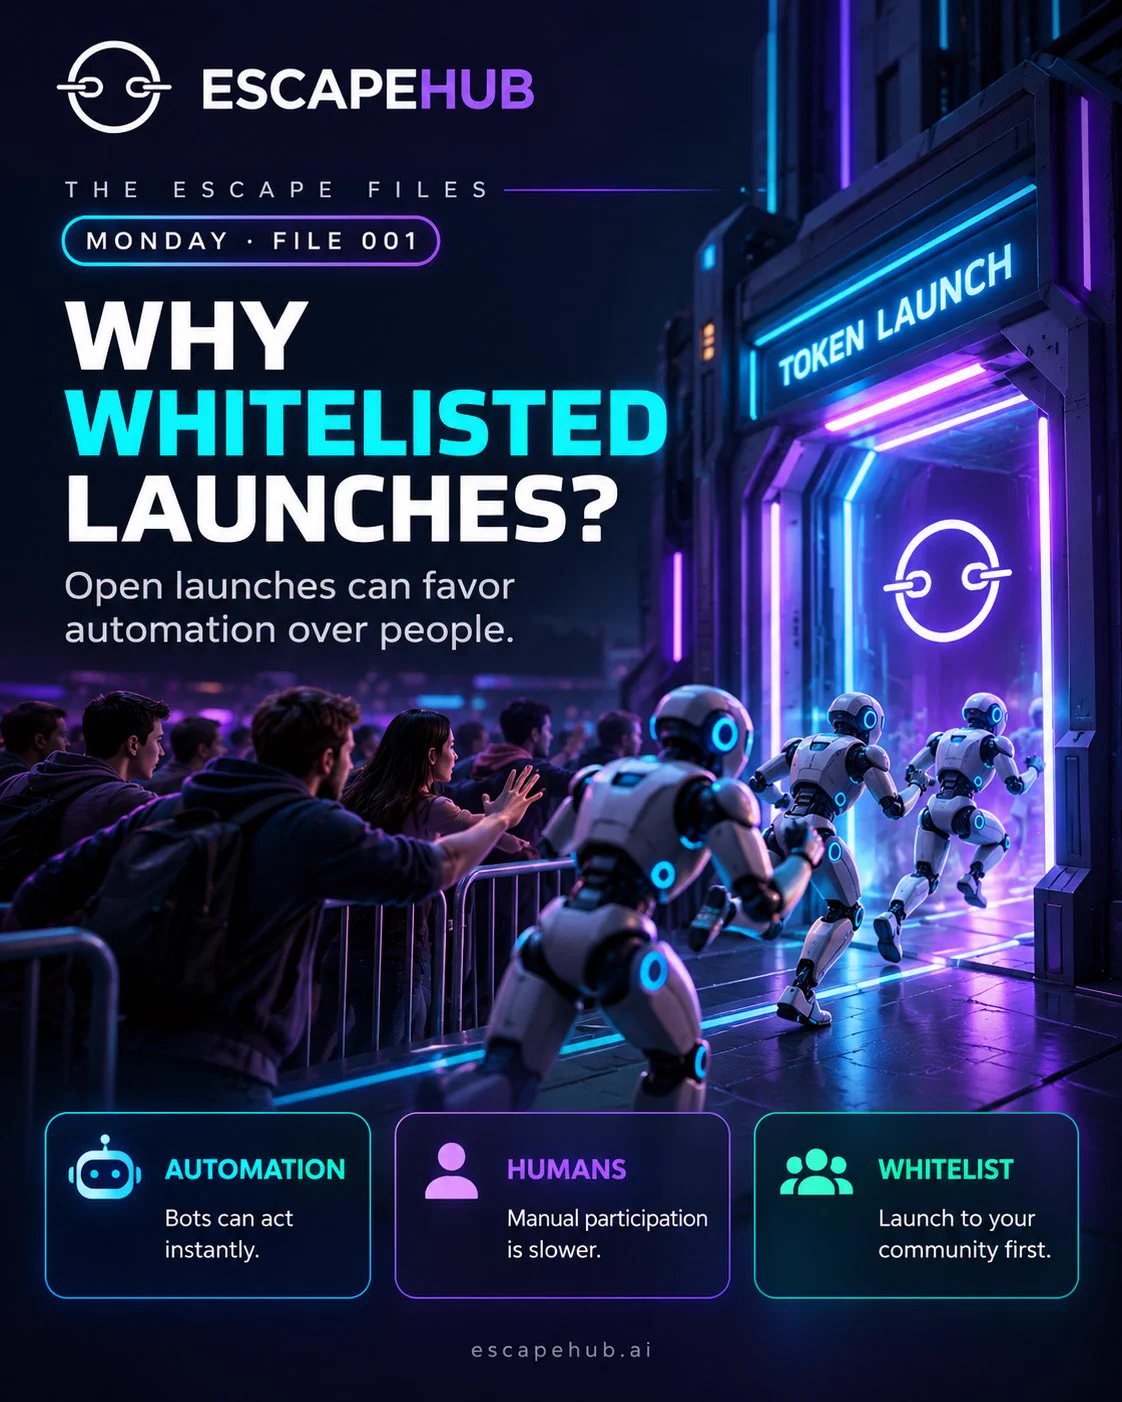 ESCAPEHUB
THE ESCAPE FILES
MONDAY · FILE 001
WHY
WHITELISTED
LAUNCHES?
Open launches can favor
automation over people.
TOKEN LAUNCH
AUTOMATION
Bots can act
instantly.
HUMANS
Manual participation
is slower.
WHITELIST
Launch to your
community first.
escapehub.ai